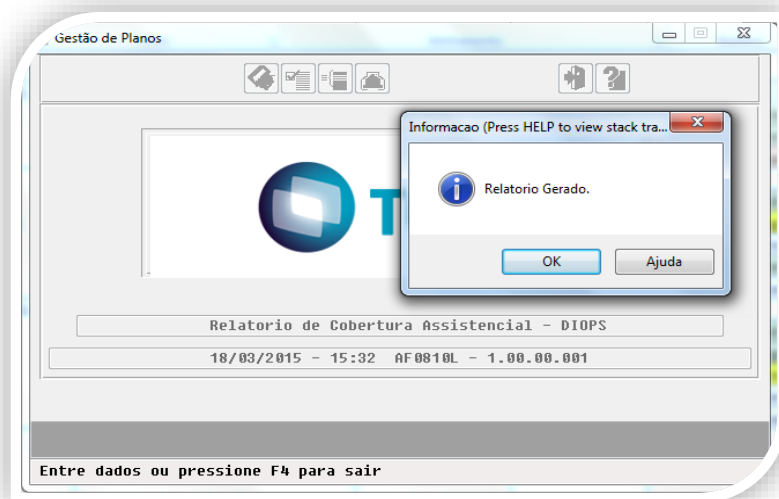 Gestão de Planos
Informacao (Press HELP to view stack tra...
Relatorio Gerado.
OK
Ajuda
T
Relatorio de Cobertura Assistencial - DIOPS
18/03/2015 - 15:32 AF0810L - 1.00.00.001
Entre dados ou pressione F4 para sair